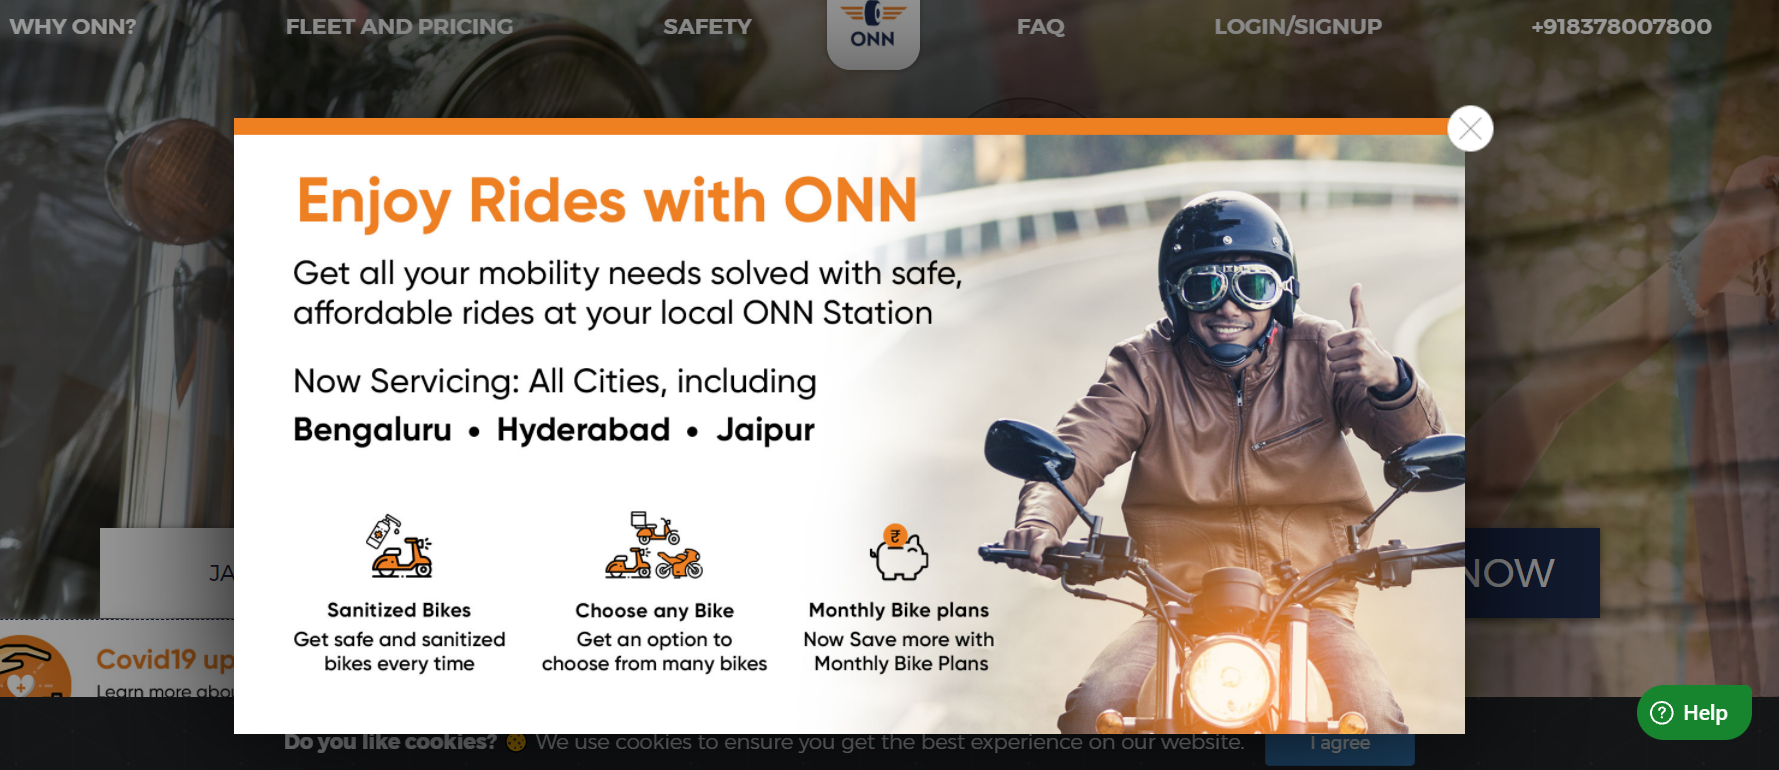 WHY ONN?
FLEET AND PRICING
SAFETY
ONN
FAQ
LOGIN/SIGNUP
+918378007800
Enjoy Rides with ONN
Get all your mobility needs solved with safe,
affordable rides at your local ONN Station
Now Servicing: All Cities, including
Bengaluru • Hyderabad • Jaipur
₹
Sanitized Bikes
Get safe and sanitized
bikes every time
Choose any Bike
Get an option to
choose from many bikes
Monthly Bike plans
Now Save more with
Monthly Bike Plans
NOW
Covid19
Learn more
Do you like cookies? We use cookies to ensure you get the best experience on our website.
I agree
Help